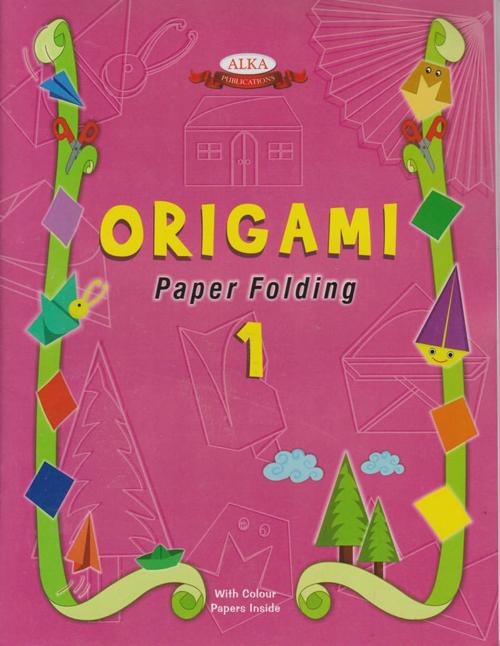 ALKA
PUBLICATIONS
ORIGAMI
Paper Folding
1
With Colour
Papers Inside